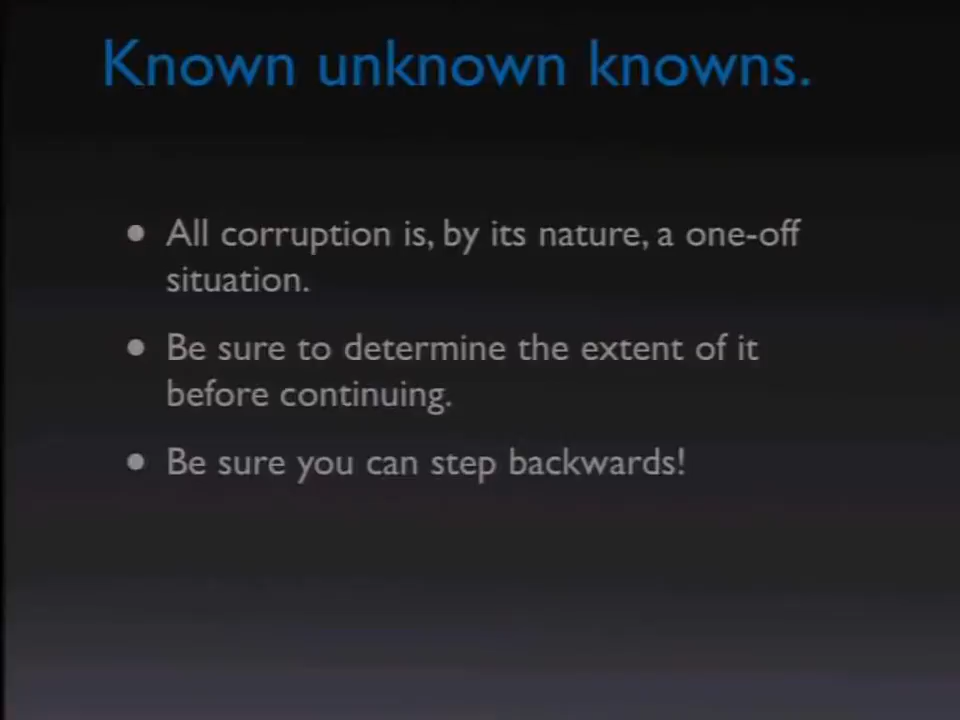 Known unknown knowns.
• All corruption is, by its nature, a one-off
situation.
• Be sure to determine the extent of it
before continuing.
• Be sure you can step backwards!